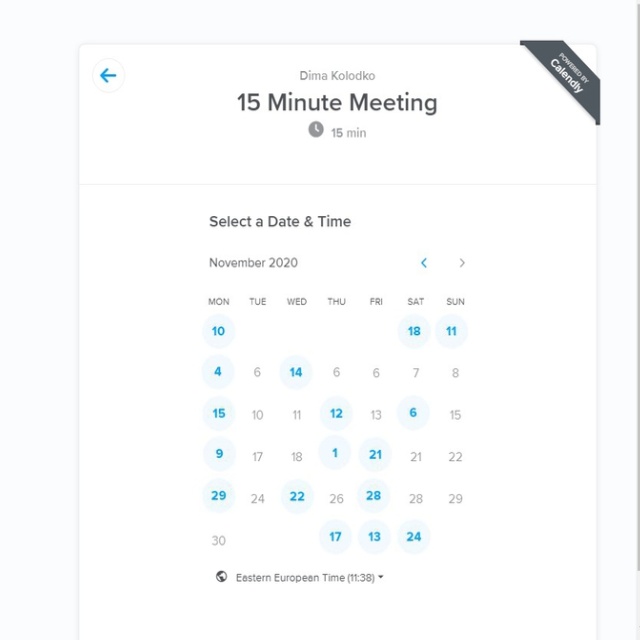 POWERED BY
Calendly
Dima Kolodko
15 Minute Meeting
15 min
Select a Date & Time
November 2020
MON TUE WED THU FRI SAT SUN
10 18 11
4 6 14 6 6 7 8
15 10 11 12 13 6 15
9 17 18 1 21 21 22
29 24 22 26 28 28 29
30 17 13 24
Eastern European Time (11:38)